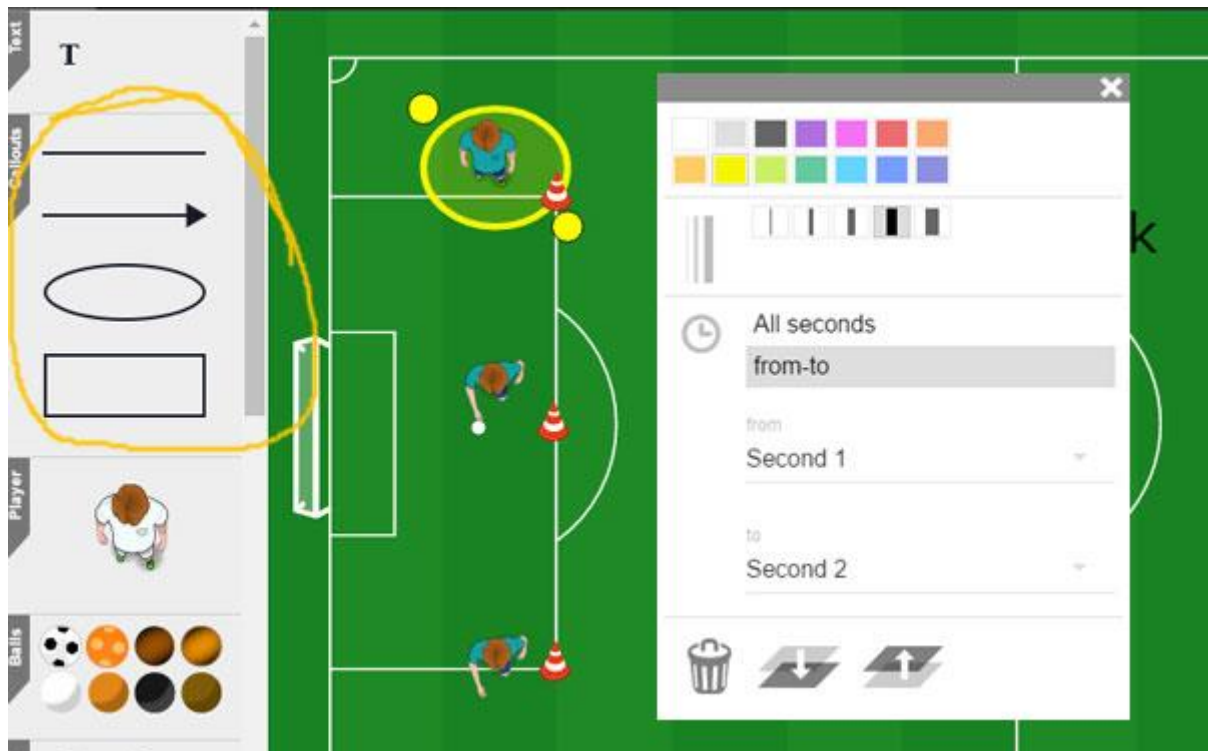 Text
T
Callouts
Player
Balls
k
All seconds
from-to
from
Second 1
to
Second 2